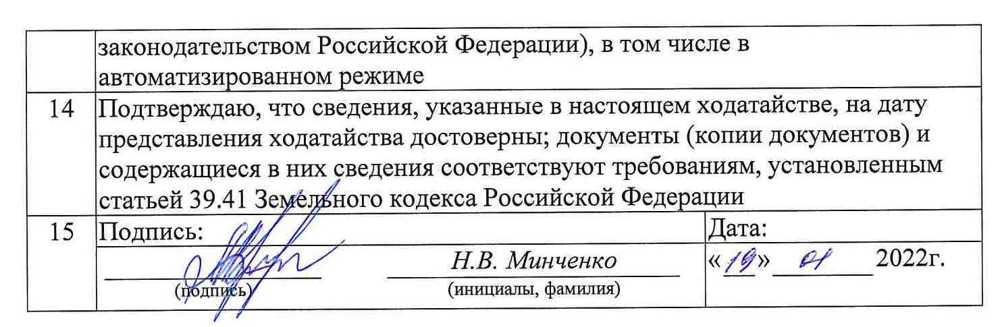 законодательством Российской Федерации), в том числе в
автоматизированном режиме
14 Подтверждаю, что сведения, указанные в настоящем ходатайстве, на дату
представления ходатайства достоверны; документы (копии документов) и
содержащиеся в них сведения соответствуют требованиям, установленным
статьей 39.41 Земельного кодекса Российской Федерации
15 Подпись: Дата:
Н.В. Минченко «19» 01 2022г.
(подпись) (инициалы, фамилия)